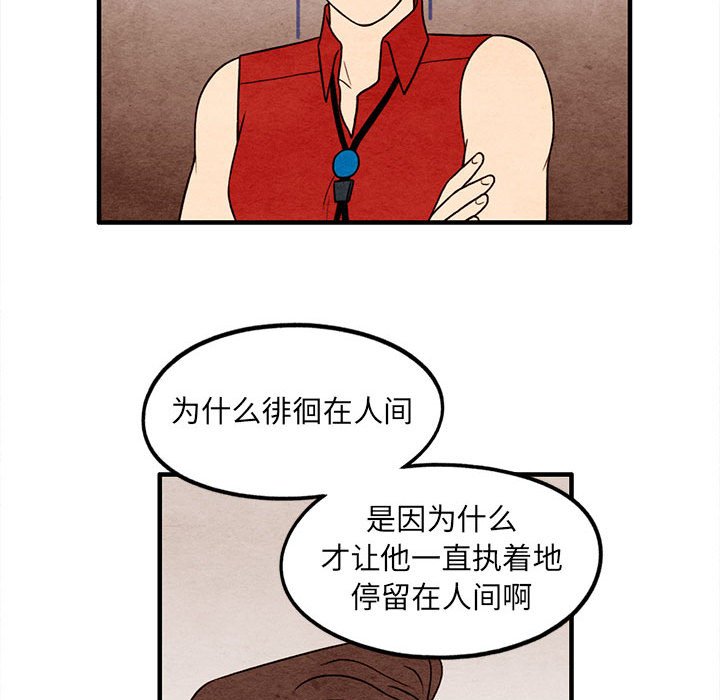 为什么徘徊在人间
是因为什么
才让他一直执着地
停留在人间啊